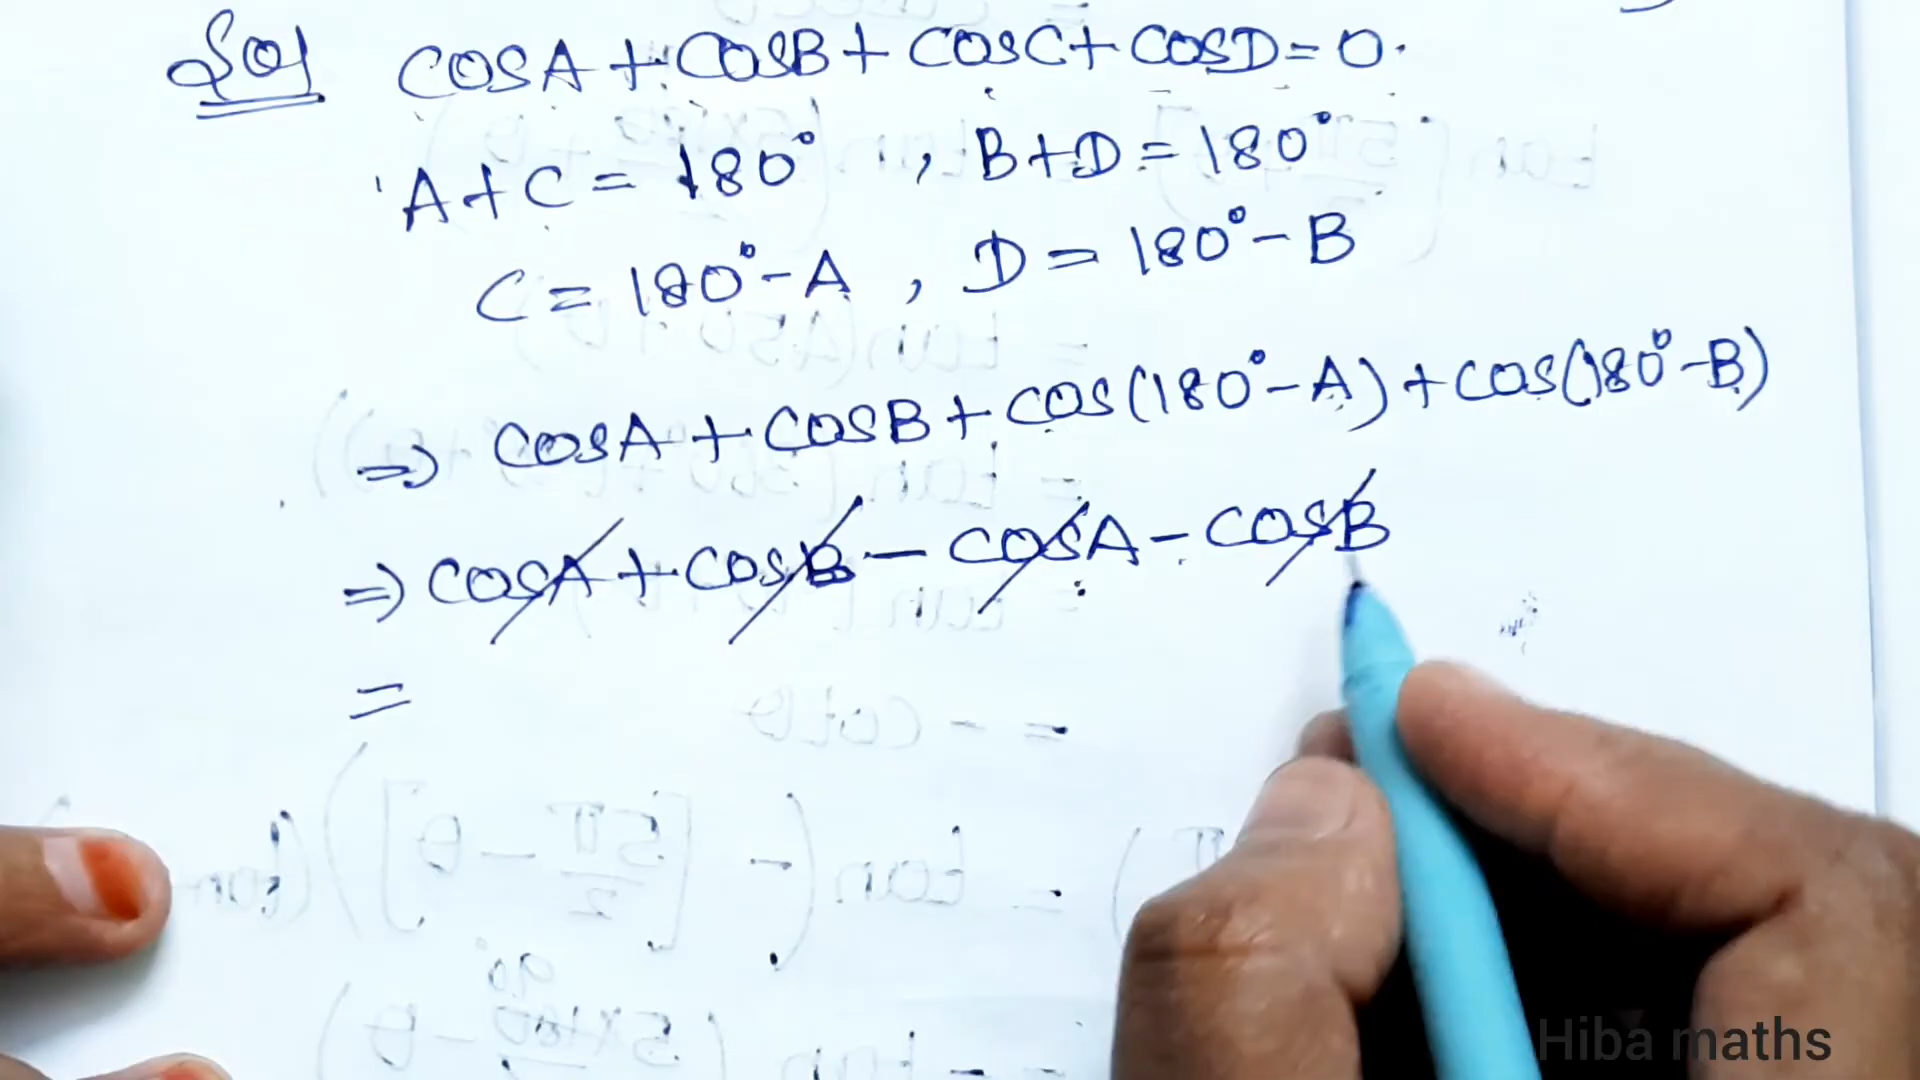 Sol cosA + cosB + cosC + cosD = 0.
A + C = 180° , B + D = 180°
C = 180° - A , D = 180° - B
=> cosA + cosB + cos(180° - A) + cos(180° - B)
=> cosA + cosB - cosA - cosB
=
Hiba maths